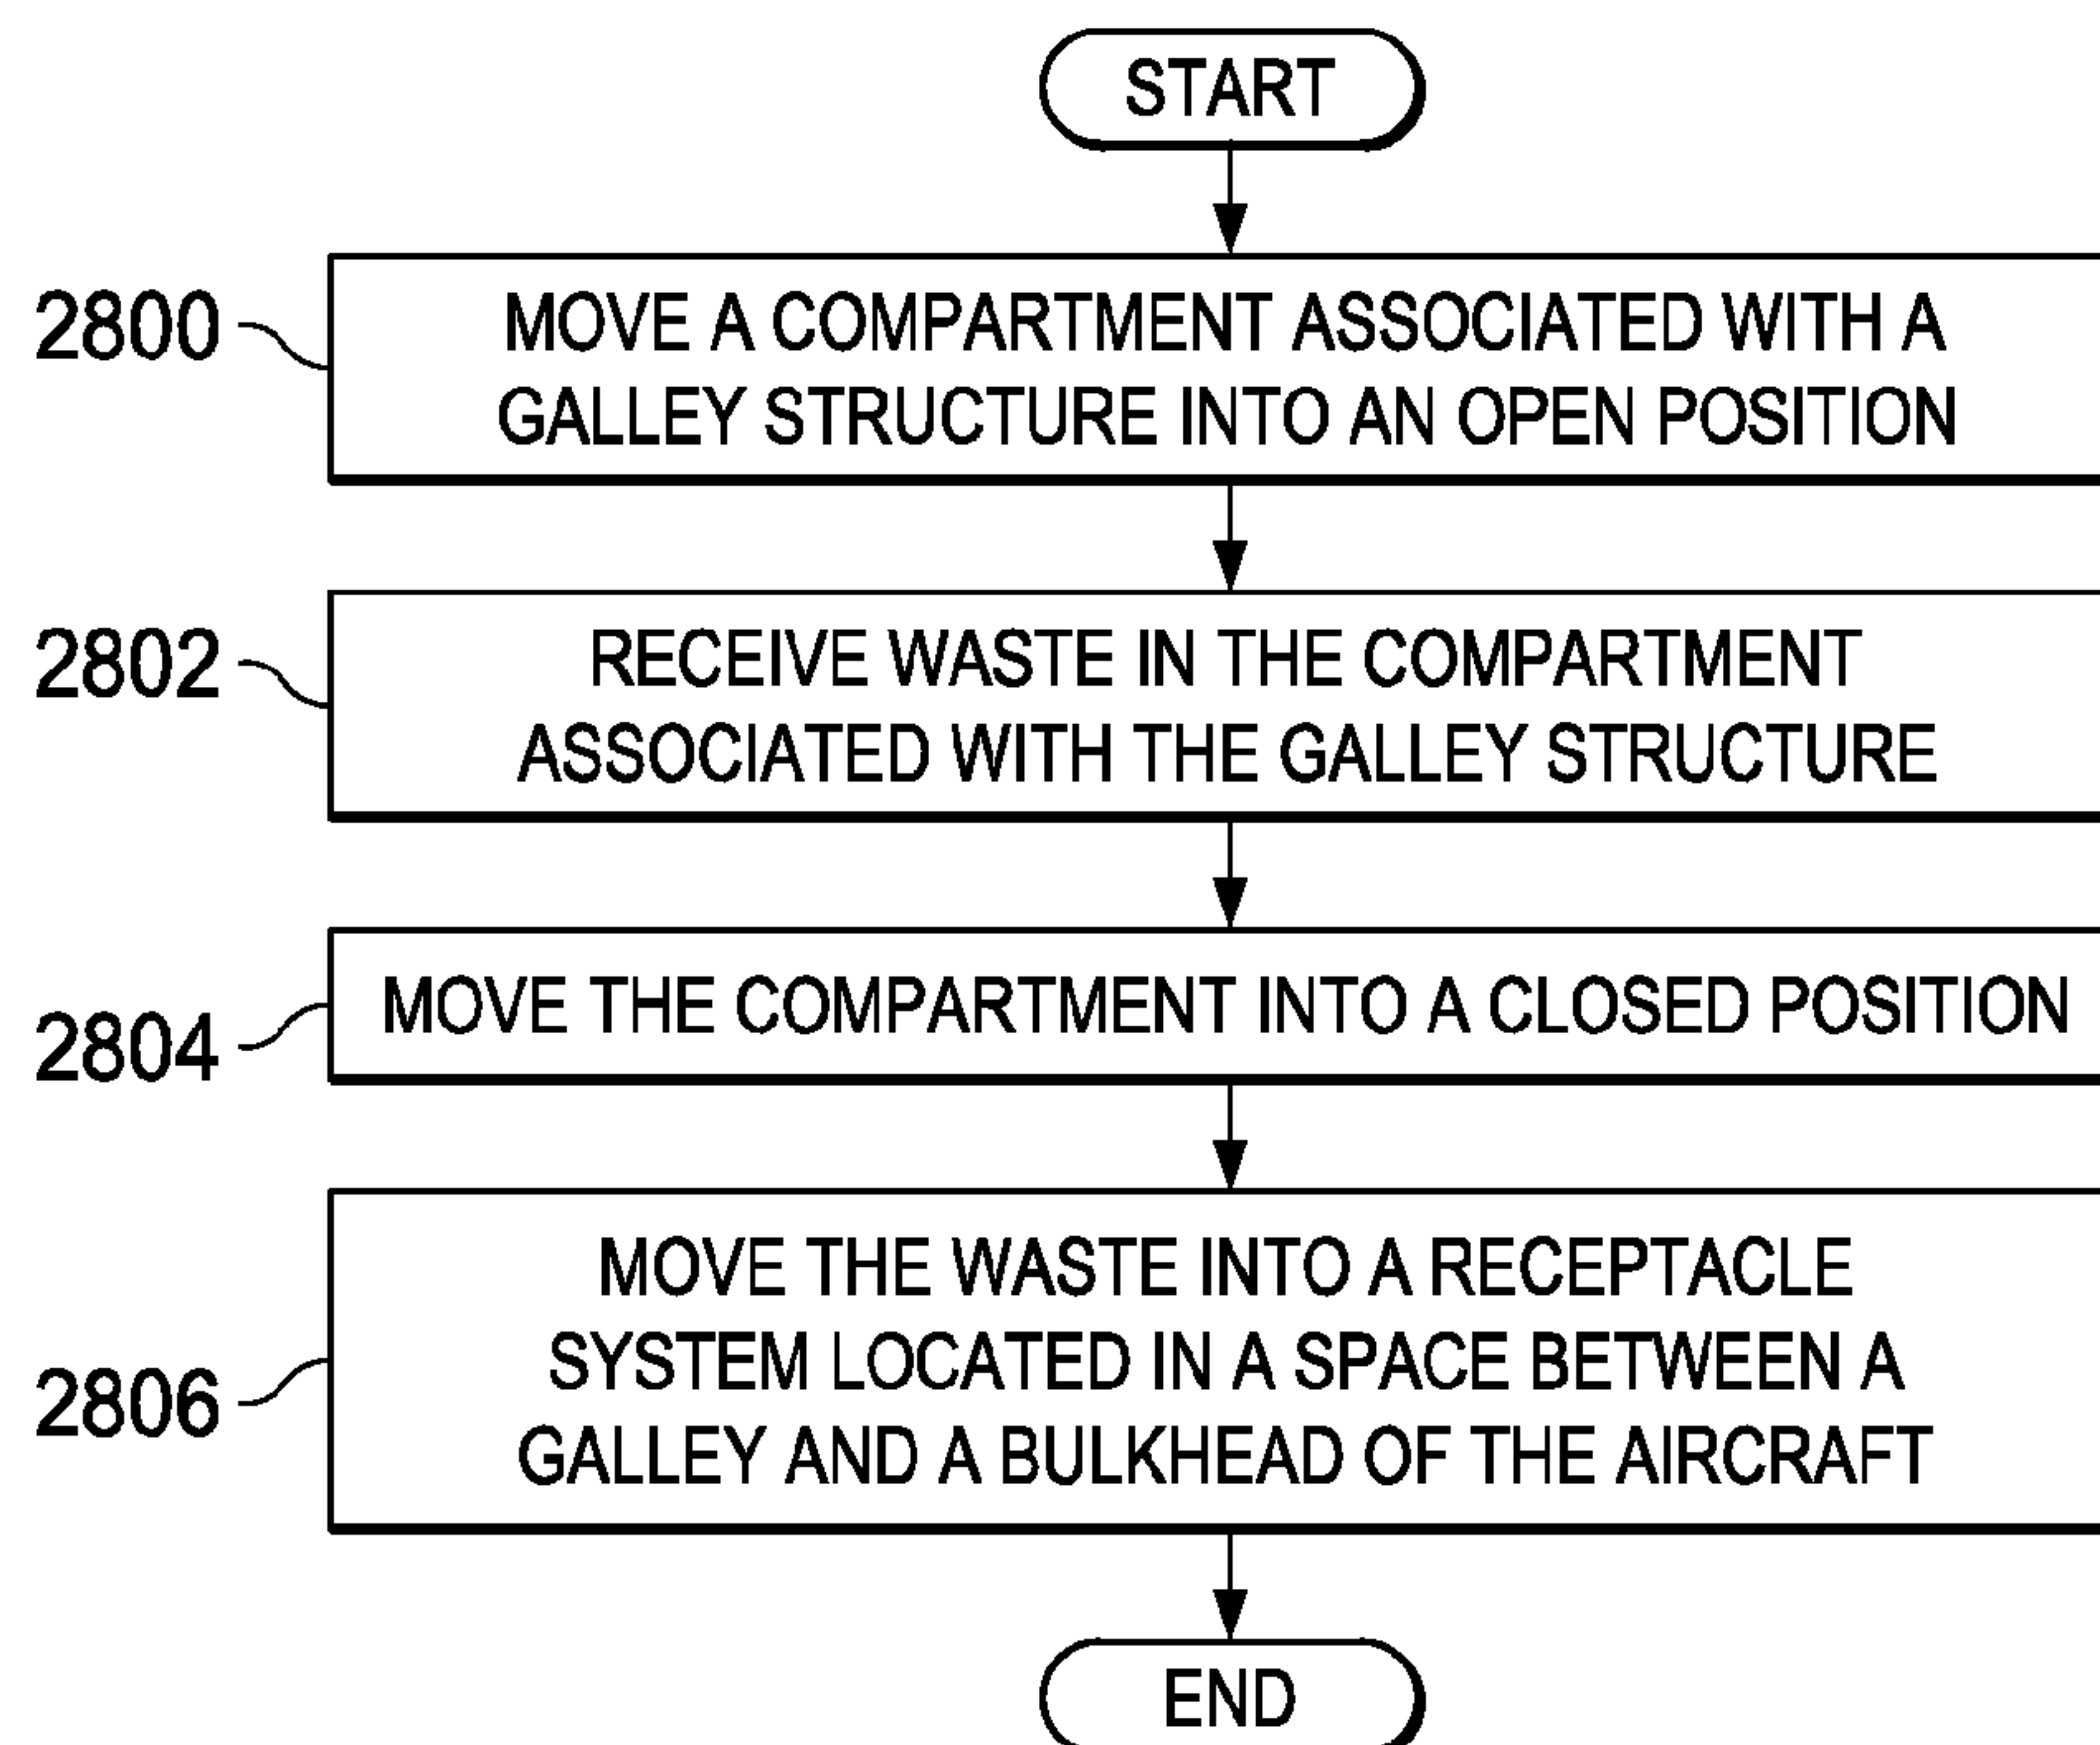 START
2800
MOVE A COMPARTMENT ASSOCIATED WITH A
GALLEY STRUCTURE INTO AN OPEN POSITION
2802
RECEIVE WASTE IN THE COMPARTMENT
ASSOCIATED WITH THE GALLEY STRUCTURE
2804
MOVE THE COMPARTMENT INTO A CLOSED POSITION
2806
MOVE THE WASTE INTO A RECEPTACLE
SYSTEM LOCATED IN A SPACE BETWEEN A
GALLEY AND A BULKHEAD OF THE AIRCRAFT
END